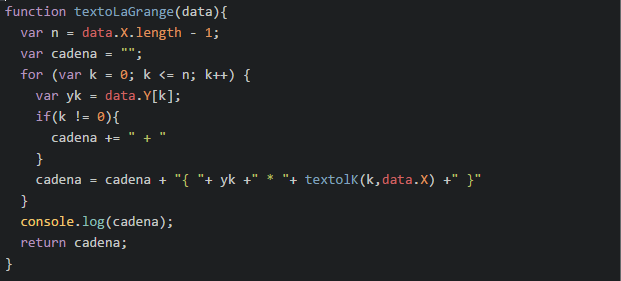 function textoLaGrange(data){
  var n = data.X.length - 1;
  var cadena = "";
  for (var k = 0; k <= n; k++) {
    var yk = data.Y[k];
    if(k != 0){
      cadena += " + "
    }
    cadena = cadena + "{ "+ yk +" * "+ textolK(k,data.X) +" }"
  }
  console.log(cadena);
  return cadena;
}